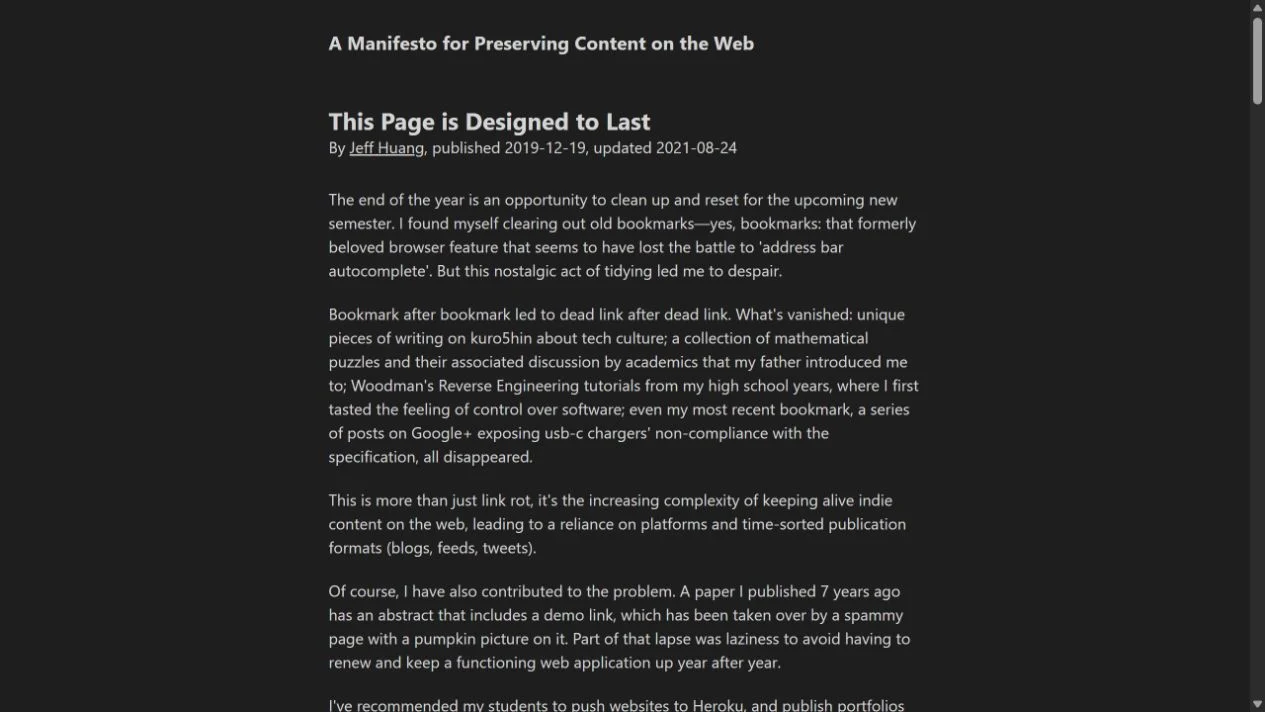 A Manifesto for Preserving Content on the Web
This Page is Designed to Last
By Jeff Huang, published 2019-12-19, updated 2021-08-24
The end of the year is an opportunity to clean up and reset for the upcoming new
semester. I found myself clearing out old bookmarks—yes, bookmarks: that formerly
beloved browser feature that seems to have lost the battle to 'address bar
autocomplete'. But this nostalgic act of tidying led me to despair.
Bookmark after bookmark led to dead link after dead link. What's vanished: unique
pieces of writing on kuro5hin about tech culture; a collection of mathematical
puzzles and their associated discussion by academics that my father introduced me
to; Woodman's Reverse Engineering tutorials from my high school years, where I first
tasted the feeling of control over software; even my most recent bookmark, a series
of posts on Google+ exposing usb-c chargers' non-compliance with the
specification, all disappeared.
This is more than just link rot, it's the increasing complexity of keeping alive indie
content on the web, leading to a reliance on platforms and time-sorted publication
formats (blogs, feeds, tweets).
Of course, I have also contributed to the problem. A paper I published 7 years ago
has an abstract that includes a demo link, which has been taken over by a spammy
page with a pumpkin picture on it. Part of that lapse was laziness to avoid having to
renew and keep a functioning web application up year after year.
I've recommended my students to push websites to Heroku, and publish portfolios